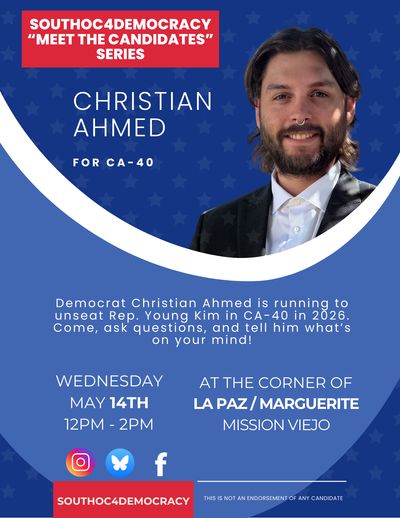 SOUTHOC4DEMOCRACY
“MEET THE CANDIDATES”
SERIES
CHRISTIAN
AHMED
FOR CA-40
Democrat Christian Ahmed is running to
unseat Rep. Young Kim in CA-40 in 2026.
Come, ask questions, and tell him what’s
on your mind!
WEDNESDAY
MAY 14TH
12PM - 2PM
AT THE CORNER OF
LA PAZ / MARGUERITE
MISSION VIEJO
SOUTHOC4DEMOCRACY
THIS IS NOT AN ENDORSEMENT OF ANY CANDIDATE